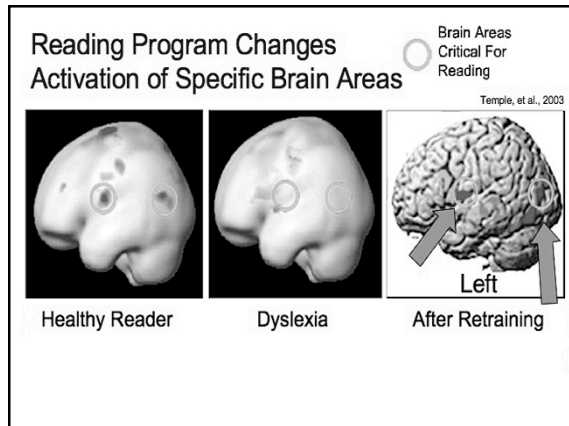 Reading Program Changes
Activation of Specific Brain Areas
Brain Areas
Critical For
Reading
Temple, et al., 2003
Left
Healthy Reader
Dyslexia
After Retraining